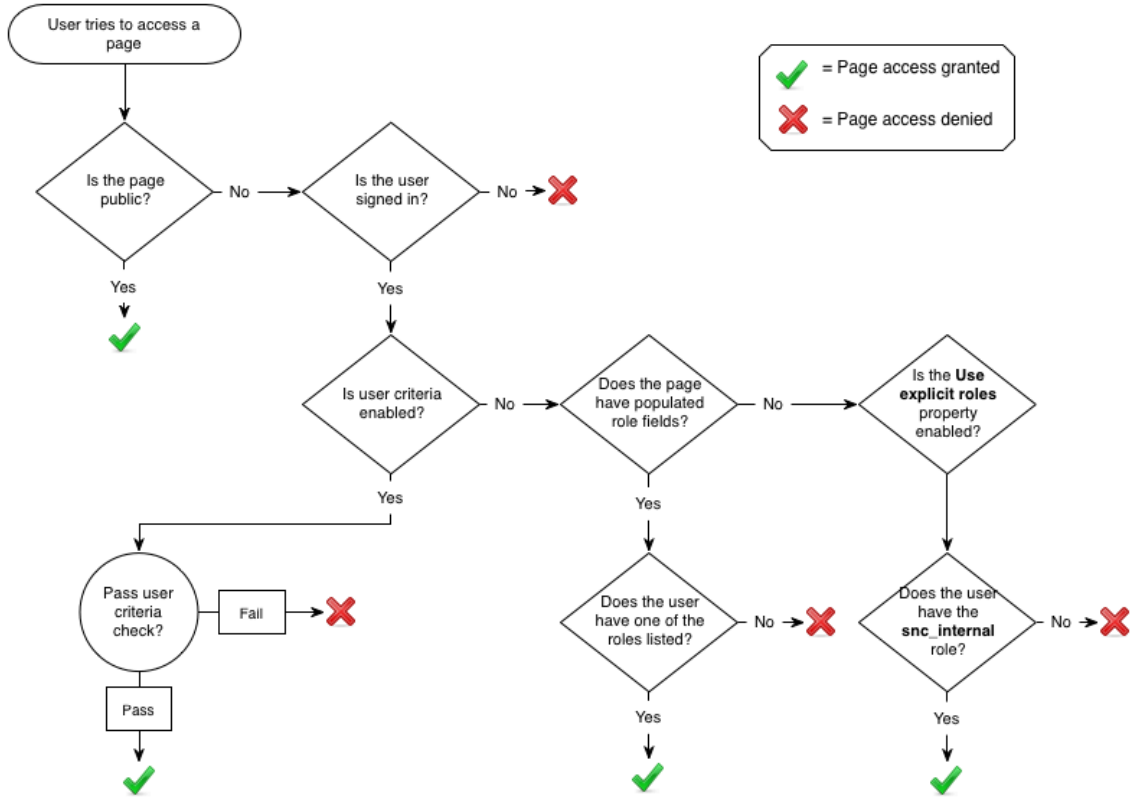 User tries to access a
page
= Page access granted
= Page access denied
Is the page
public?
No
Is the user
signed in?
No
Yes
Yes
Is user criteria
enabled?
No
Does the page
have populated
role fields?
No
Is the Use
explicit roles
property
enabled?
Yes
Yes
Pass user
criteria
check?
Fail
Does the user
have one of the
roles listed?
No
Does the user
have the
snc_internal
role?
No
Pass
Yes
Yes